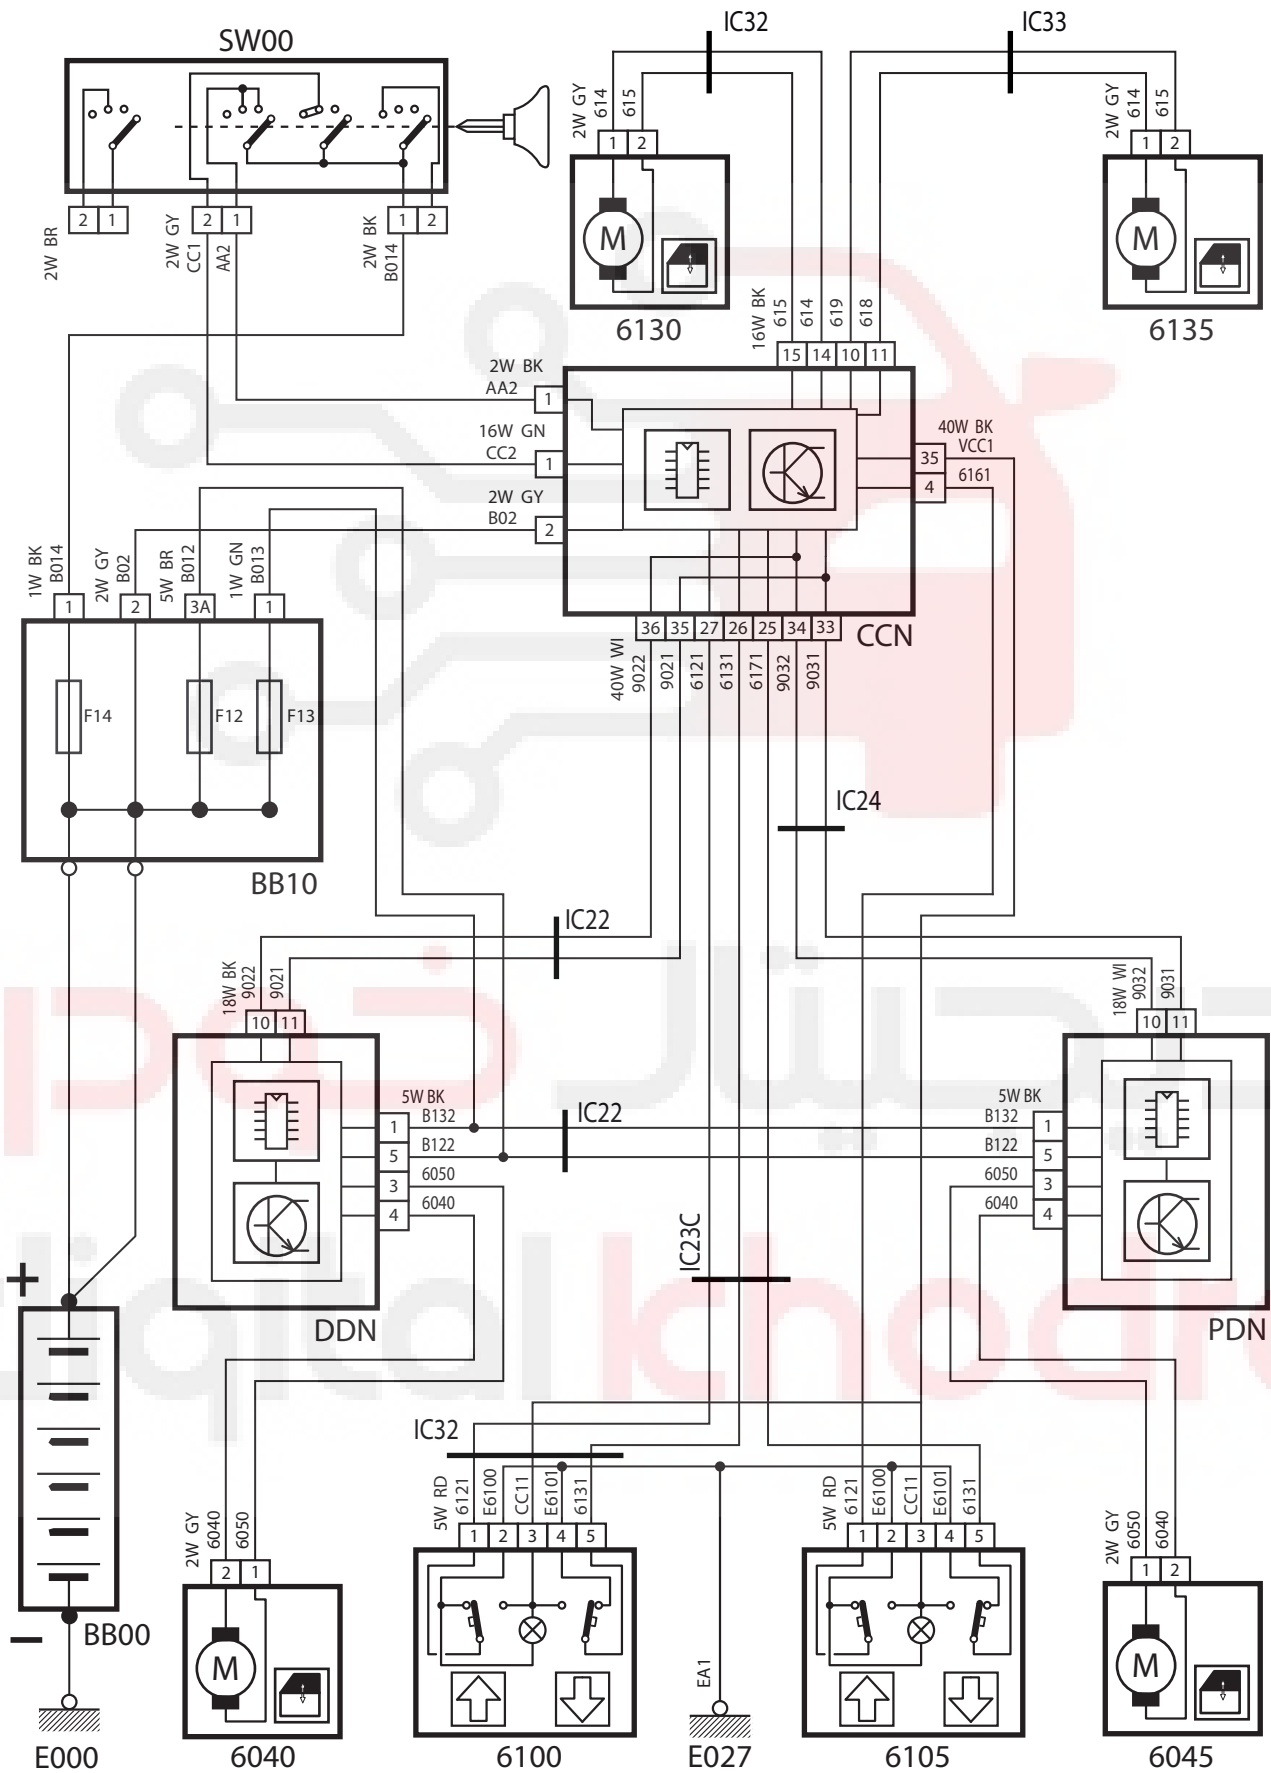 SW00
IC32
IC33
2W GY
614
615
1
2
M
6130
2W GY
614
615
1
2
M
6135
2
1
2W BR
2
1
2W GY
CC1
AA2
1
2
2W BK
B014
16W BK
615
614
619
618
15
14
10
11
2W BK
AA2
1
16W GN
CC2
1
2W GY
B02
2
40W BK
VCC1
35
6161
4
CCN
36
35
27
26
25
34
33
40W WI
9022
9021
6121
6131
6171
9032
9031
1W BK
B014
2W GY
B02
5W BR
B012
1W GN
B013
1
2
3A
1
F14
F12
F13
BB10
IC24
IC22
18W BK
9022
9021
10
11
18W WI
9032
9031
10
11
دیجیتال خودرو
5W BK
B132
1
B122
5
6050
3
6040
4
IC22
5W BK
B132
1
B122
5
6050
3
6040
4
DDN
PDN
IC23C
digital khodro
+
−
BB00
E000
2W GY
6040
6050
2
1
M
6040
IC32
5W RD
6121
E6100
CC11
E6101
6131
1
2
3
4
5
6100
EA1
E027
5W RD
6121
E6100
CC11
E6101
6131
1
2
3
4
5
6105
2W GY
6050
6040
1
2
M
6045